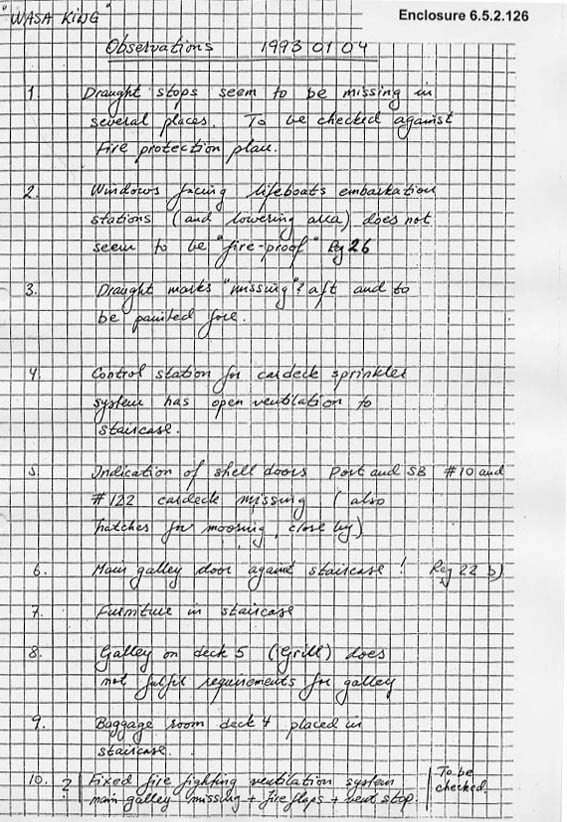 "WASA KING"
Enclosure 6.5.2.126
Observations 1993 01 04
1. Draught stops seem to be missing in
several places. To be checked against
fire protection plan.
2. Windows facing lifeboats embarkation
stations (and lowering area) does not
seem to be "fire-proof" Reg 26
3. Draught marks "missing"? aft and to
be painted fore.
4. Control station for cardeck sprinkler
system has open ventilation to
staircase.
5. Indication of shell doors Port and SB #10 and
#122 cardeck missing (also
hatches for mooring, close by)
6. Main galley door against staircase! Reg 22 b)
7. Furniture in staircase
8. Galley on deck 5 (Grill) does
not fulfil requirements for galley
9. Baggage room deck 4 placed in
staircase.
10. ? Fixed fire fighting ventilation system To be
main galley missing + fire flaps + vent stop. checked.